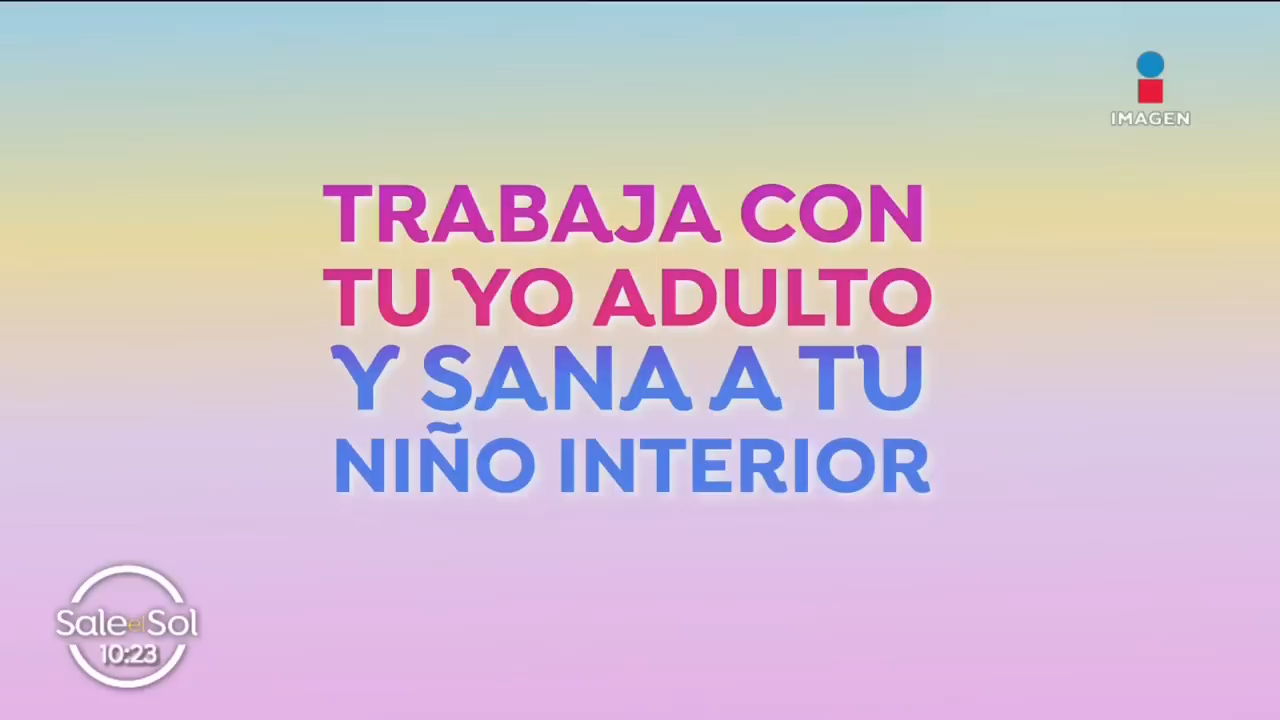 IMAGEN
TRABAJA CON
TU YO ADULTO
Y SANA A TU
NIÑO INTERIOR
Sale el Sol
10:23